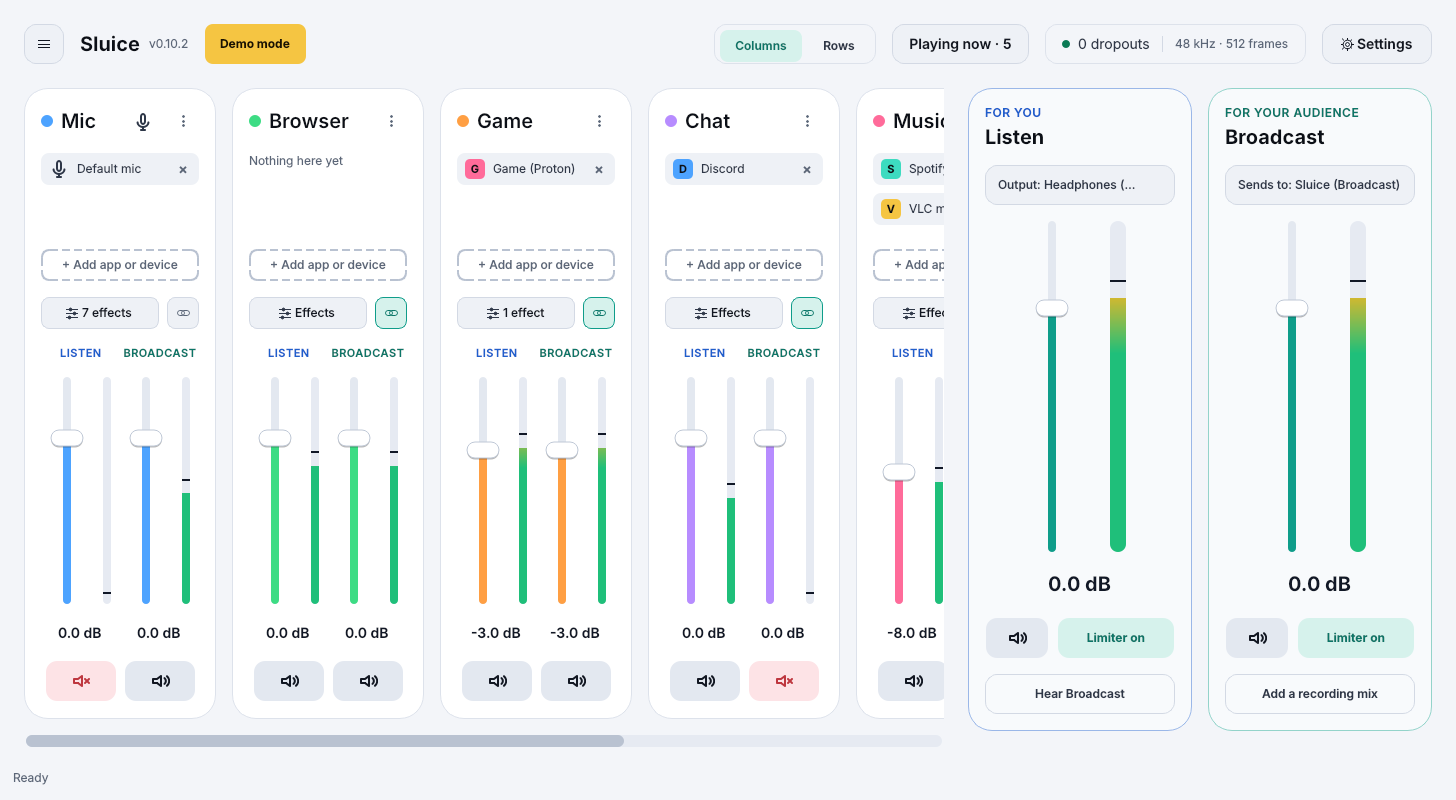 Sluice v0.10.2 Demo mode Columns Rows Playing now · 5 0 dropouts 48 kHz · 512 frames Settings
Mic
Default mic
+ Add app or device
7 effects
LISTEN BROADCAST
0.0 dB 0.0 dB
Browser
Nothing here yet
+ Add app or device
Effects
LISTEN BROADCAST
0.0 dB 0.0 dB
Game
G Game (Proton)
+ Add app or device
1 effect
LISTEN BROADCAST
-3.0 dB -3.0 dB
Chat
D Discord
+ Add app or device
Effects
LISTEN BROADCAST
0.0 dB 0.0 dB
Music
S Spotify
V VLC m
+ Add ap
Effec
LISTEN
-8.0 dB
FOR YOU
Listen
Output: Headphones (...
0.0 dB
Limiter on
Hear Broadcast
FOR YOUR AUDIENCE
Broadcast
Sends to: Sluice (Broadcast)
0.0 dB
Limiter on
Add a recording mix
Ready